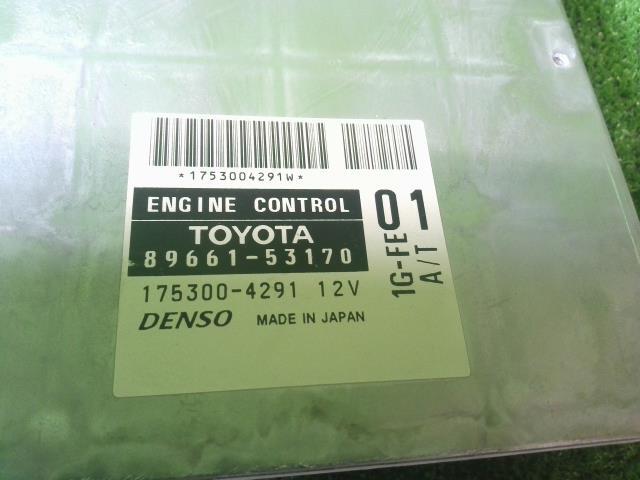 *1753004291W*
ENGINE CONTROL
TOYOTA
89661-53170
175300-4291 12V
DENSO MADE IN JAPAN
01
1G-FE
A/T